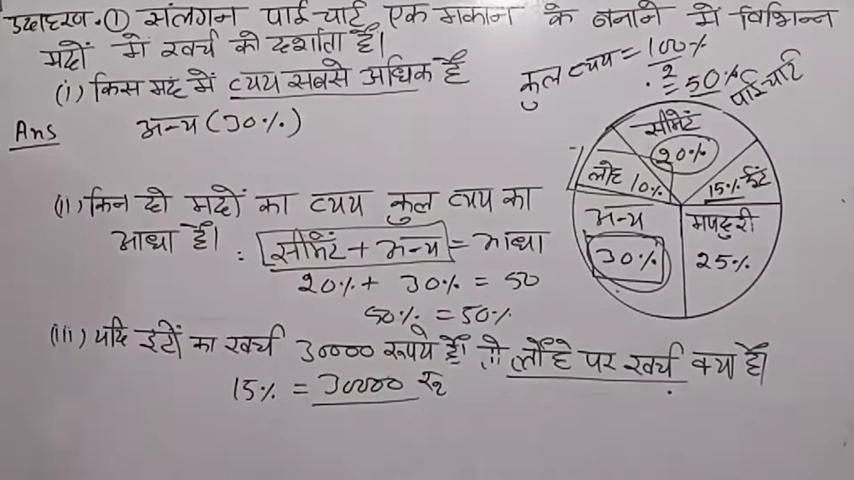 उदाहरण.① संलगन पाई चार्ट एक मकान के बनाने में विभिन्न
मदों में खर्च को दर्शाता है।
(i) किस मद में व्यय सबसे अधिक है
Ans अन्य (30%)
कुल व्यय = 100%
2
= 50%
पाई चार्ट
सीमेंट
20%
लोहे 10%
15% ईंट
अन्य
30%
मजदूरी
25%
(ii) किन दो मदों का व्यय कुल व्यय का
आधा है। : सीमेंट + अन्य = आधा
20% + 30% = 50
50% = 50%
(iii) यदि इटों का खर्च 30000 रूपये है। तो लोहे पर खर्च क्या है।
15% = 30000 रु